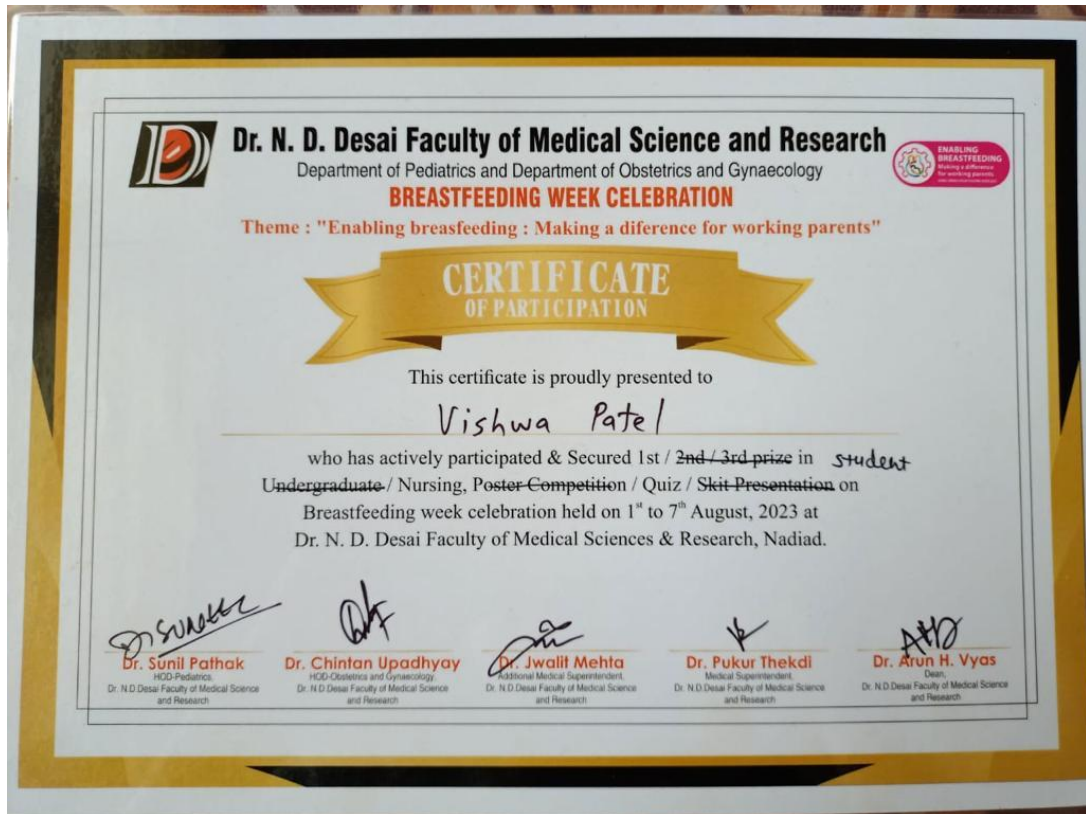 Dr. N. D. Desai Faculty of Medical Science and Research
Department of Pediatrics and Department of Obstetrics and Gynaecology
BREASTFEEDING WEEK CELEBRATION
ENABLING
BREASTFEEDING
Making a difference
for working parents
Theme : "Enabling breasfeeding : Making a diference for working parents"
CERTIFICATE
OF PARTICIPATION
This certificate is proudly presented to
Vishwa Patel
who has actively participated & Secured 1st / 2nd / 3rd prize in student
Undergraduate / Nursing, Poster Competition / Quiz / Skit Presentation on
Breastfeeding week celebration held on 1st to 7th August, 2023 at
Dr. N. D. Desai Faculty of Medical Sciences & Research, Nadiad.
Dr. Sunil Pathak
HOD-Pediatrics,
Dr. N.D.Desai Faculty of Medical Science
and Research
Dr. Chintan Upadhyay
HOD-Obstetrics and Gynaecology,
Dr. N.D.Desai Faculty of Medical Science
and Research
Dr. Jwalit Mehta
Additional Medical Superintendent,
Dr. N.D.Desai Faculty of Medical Science
and Research
Dr. Pukur Thekdi
Medical Superintendent,
Dr. N.D.Desai Faculty of Medical Science
and Research
Dr. Arun H. Vyas
Dean,
Dr. N.D.Desai Faculty of Medical Science
and Research